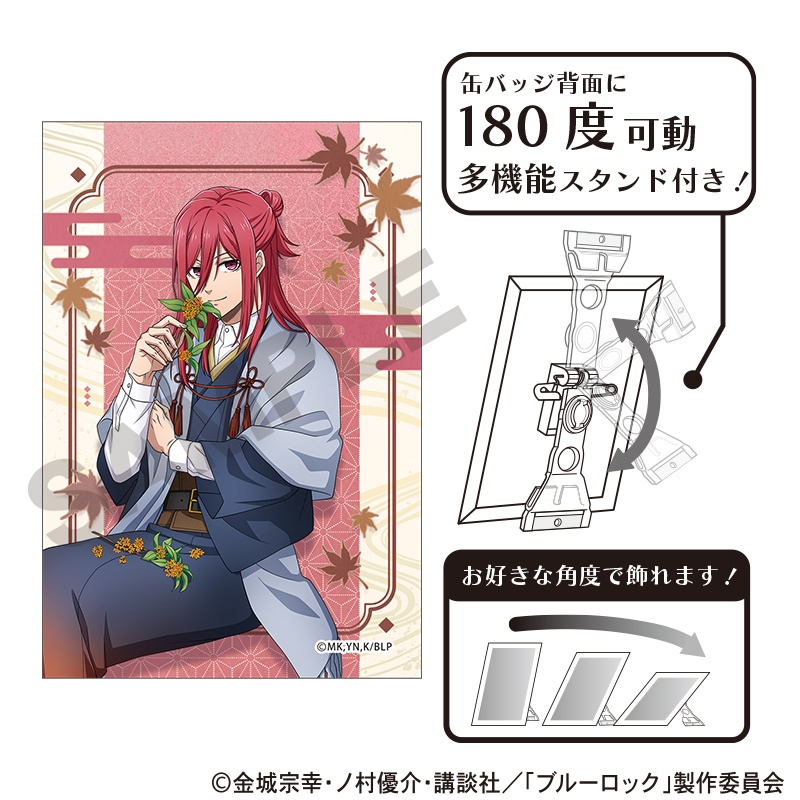 缶バッジ背面に
180度可動
多機能スタンド付き!
SAMPLE
お好きな角度で飾れます!
©MK,YN,K/BLP
©金城宗幸・ノ村優介・講談社/「ブルーロック」製作委員会